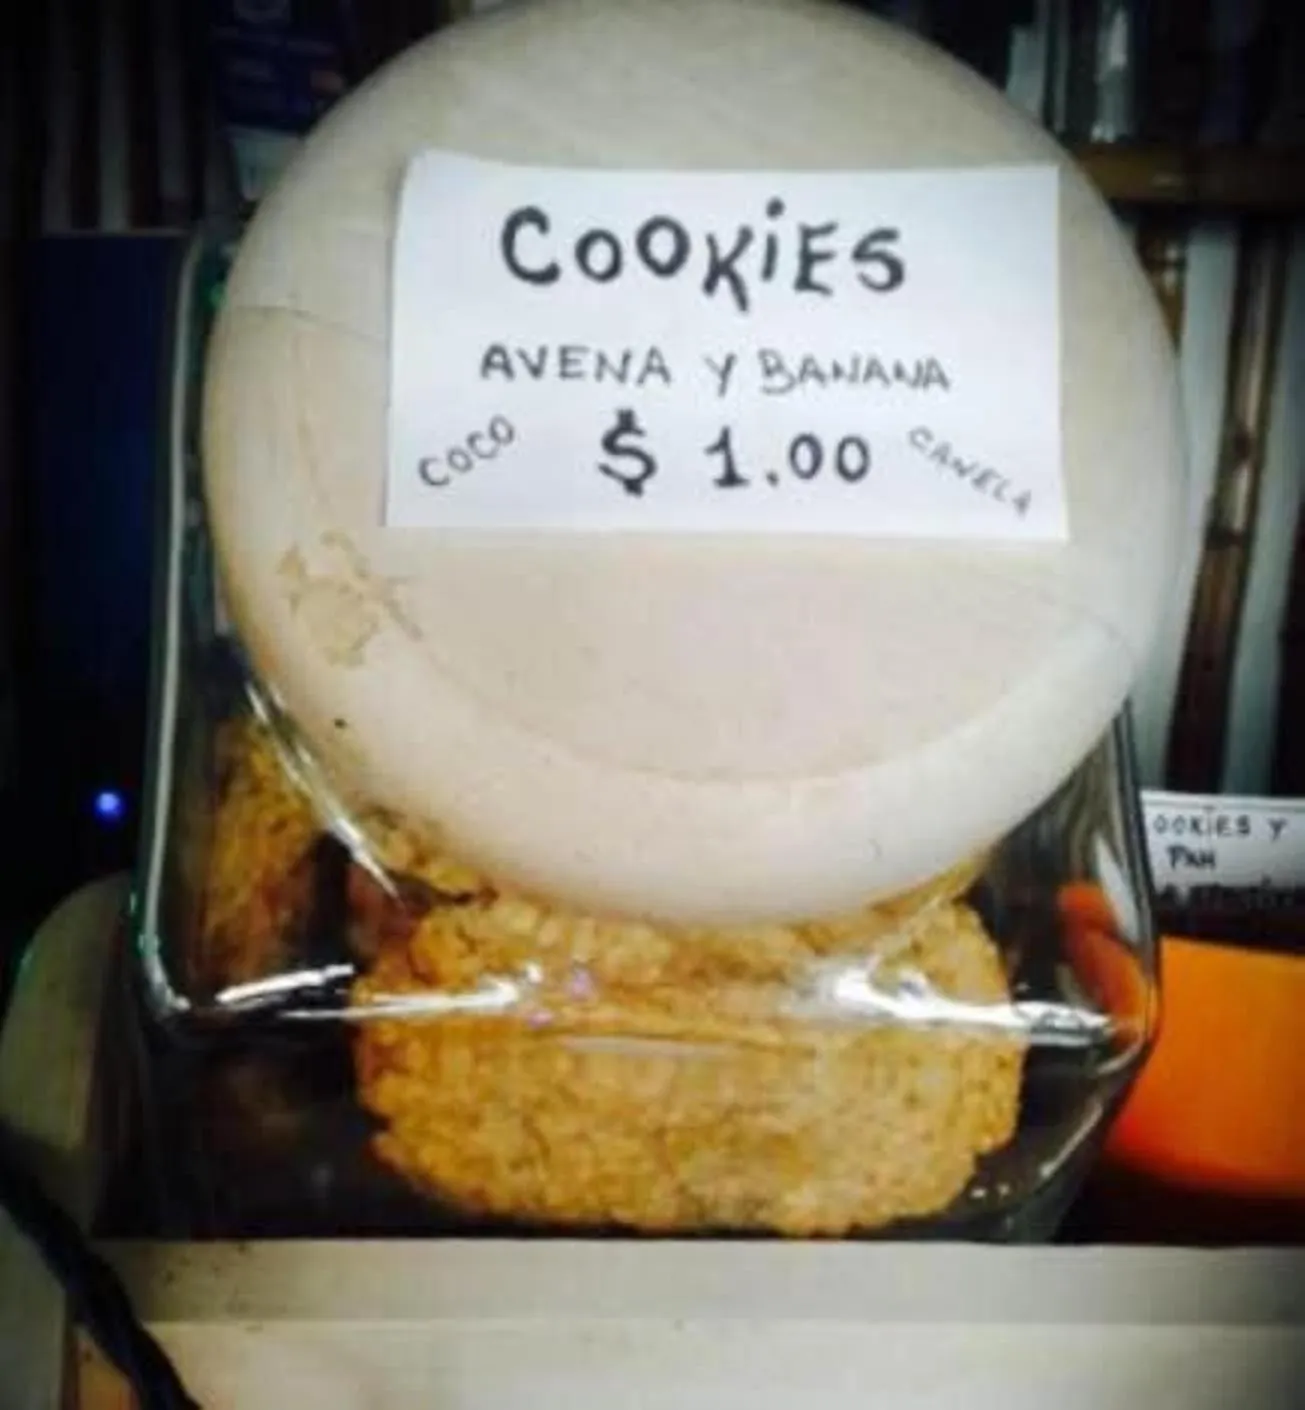 COOKiES
AVENA Y BANANA
COCO $ 1.00 CANELA
OOKiES Y
PAN